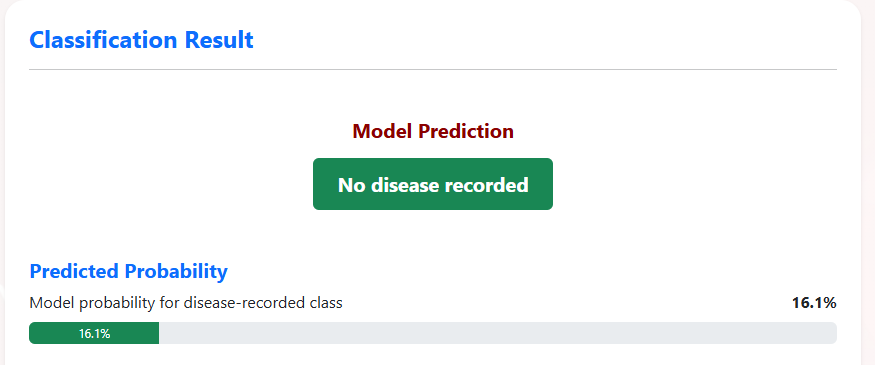 Classification Result
Model Prediction
No disease recorded
Predicted Probability
Model probability for disease-recorded class 16.1%
16.1%